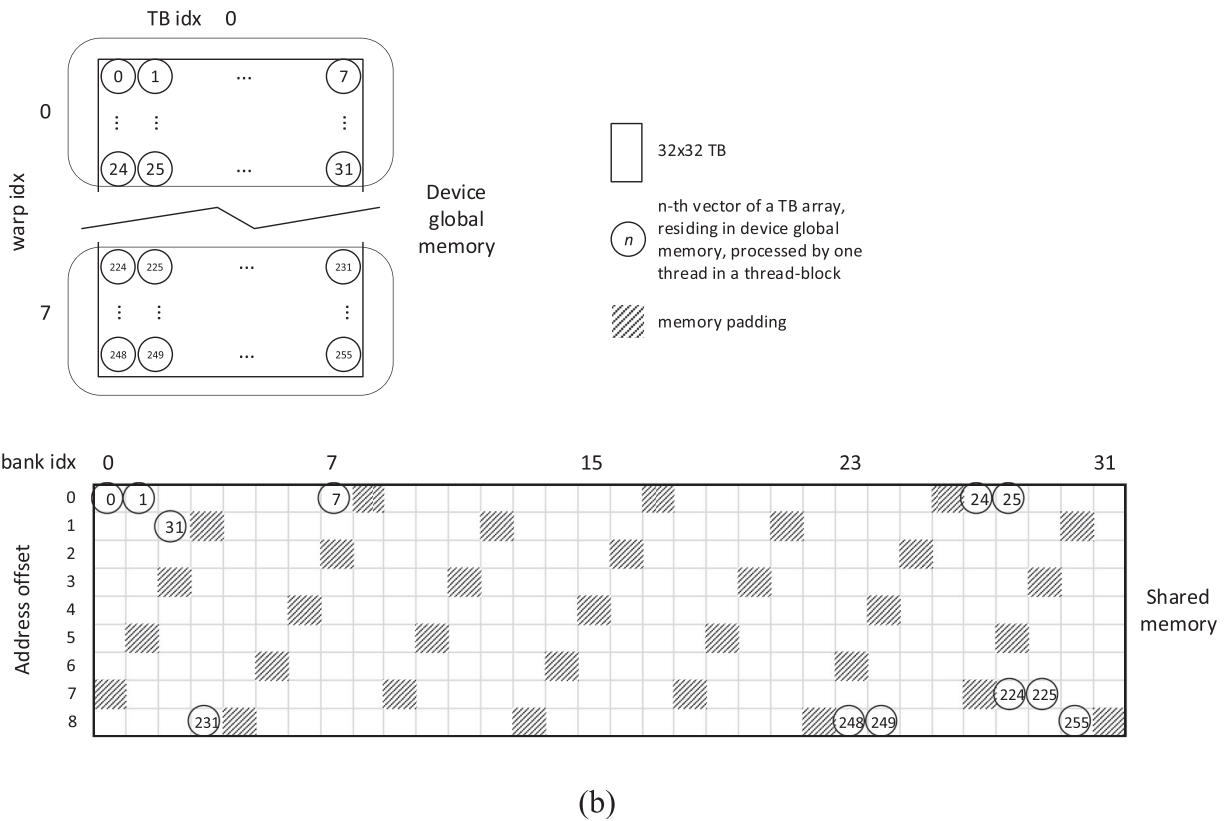 TB idx 0
0 1 ... 7
0
⋮ ⋮ ⋮
24 25 ... 31
warp idx
Device
global
memory
224 225 ... 231
7
⋮ ⋮ ⋮
248 249 ... 255
32x32 TB
n-th vector of a TB array,
residing in device global
n
memory, processed by one
thread in a thread-block
memory padding
bank idx 0 7 15 23 31
0 0 1 7 24 25
1 31
2
3
4
5
6
7 224 225
8 231 248 249 255
Address offset
Shared
memory
(b)